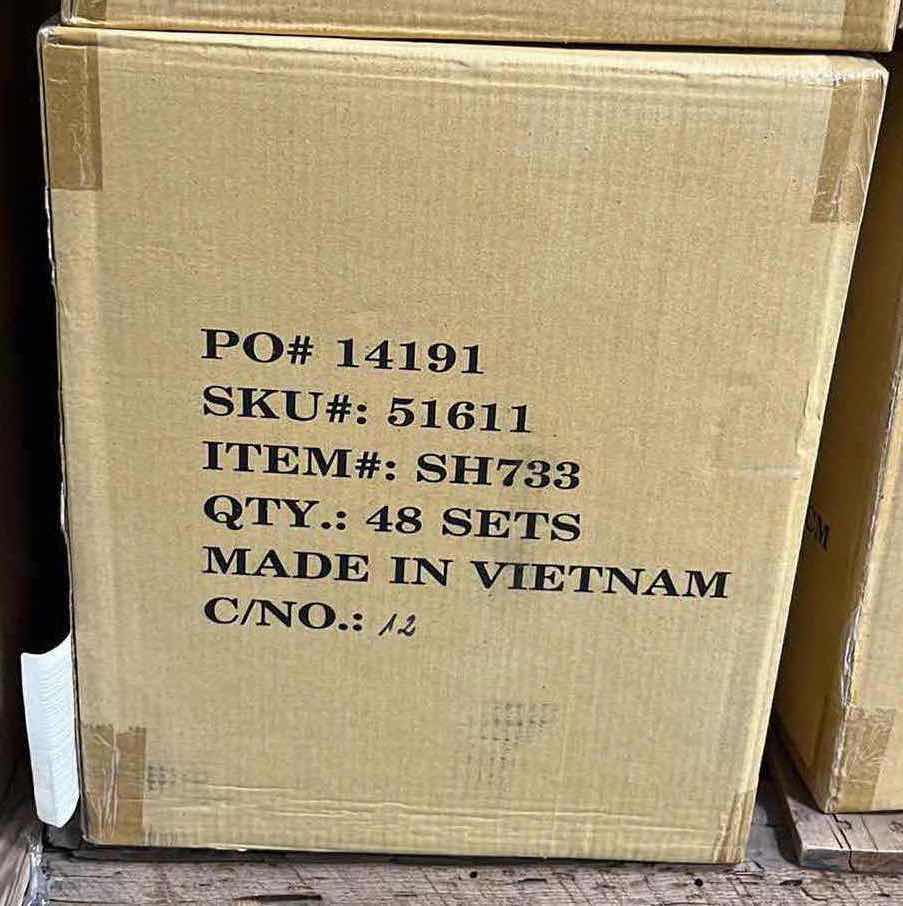 PO# 14191
SKU#: 51611
ITEM#: SH733
QTY.: 48 SETS
MADE IN VIETNAM
C/NO.: 12